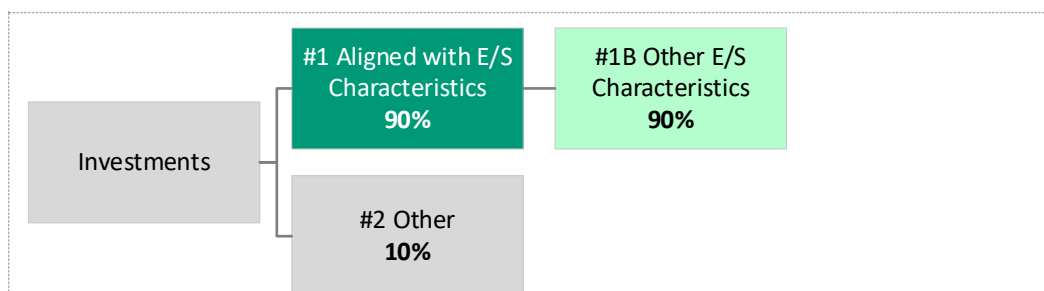 Investments
#1 Aligned with E/S
Characteristics
90%
#1B Other E/S
Characteristics
90%
#2 Other
10%